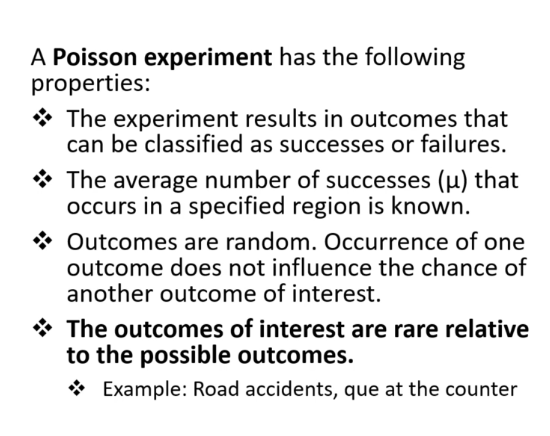 A Poisson experiment has the following
properties:
❖ The experiment results in outcomes that
can be classified as successes or failures.
❖ The average number of successes (μ) that
occurs in a specified region is known.
❖ Outcomes are random. Occurrence of one
outcome does not influence the chance of
another outcome of interest.
❖ The outcomes of interest are rare relative
to the possible outcomes.
❖ Example: Road accidents, que at the counter